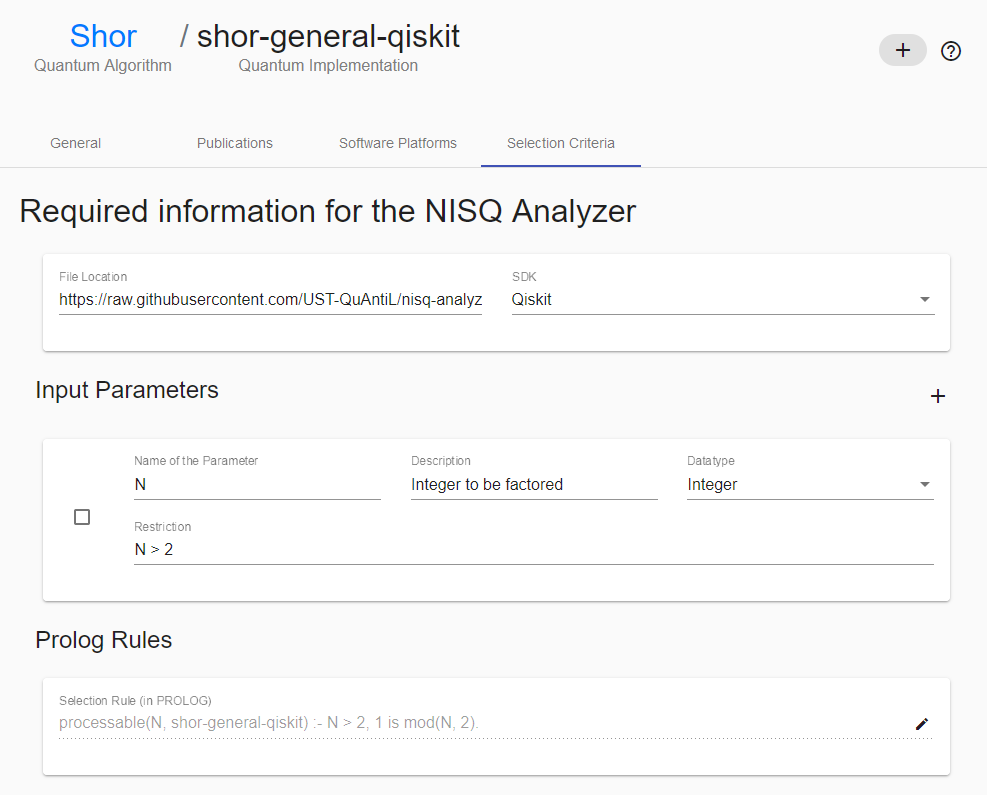 Shor / shor-general-qiskit
Quantum Algorithm Quantum Implementation
General Publications Software Platforms Selection Criteria
Required information for the NISQ Analyzer
File Location SDK
https://raw.githubusercontent.com/UST-QuAntiL/nisq-analyz Qiskit
Input Parameters
Name of the Parameter Description Datatype
N Integer to be factored Integer
Restriction
N > 2
Prolog Rules
Selection Rule (in PROLOG)
processable(N, shor-general-qiskit) :- N > 2, 1 is mod(N, 2).